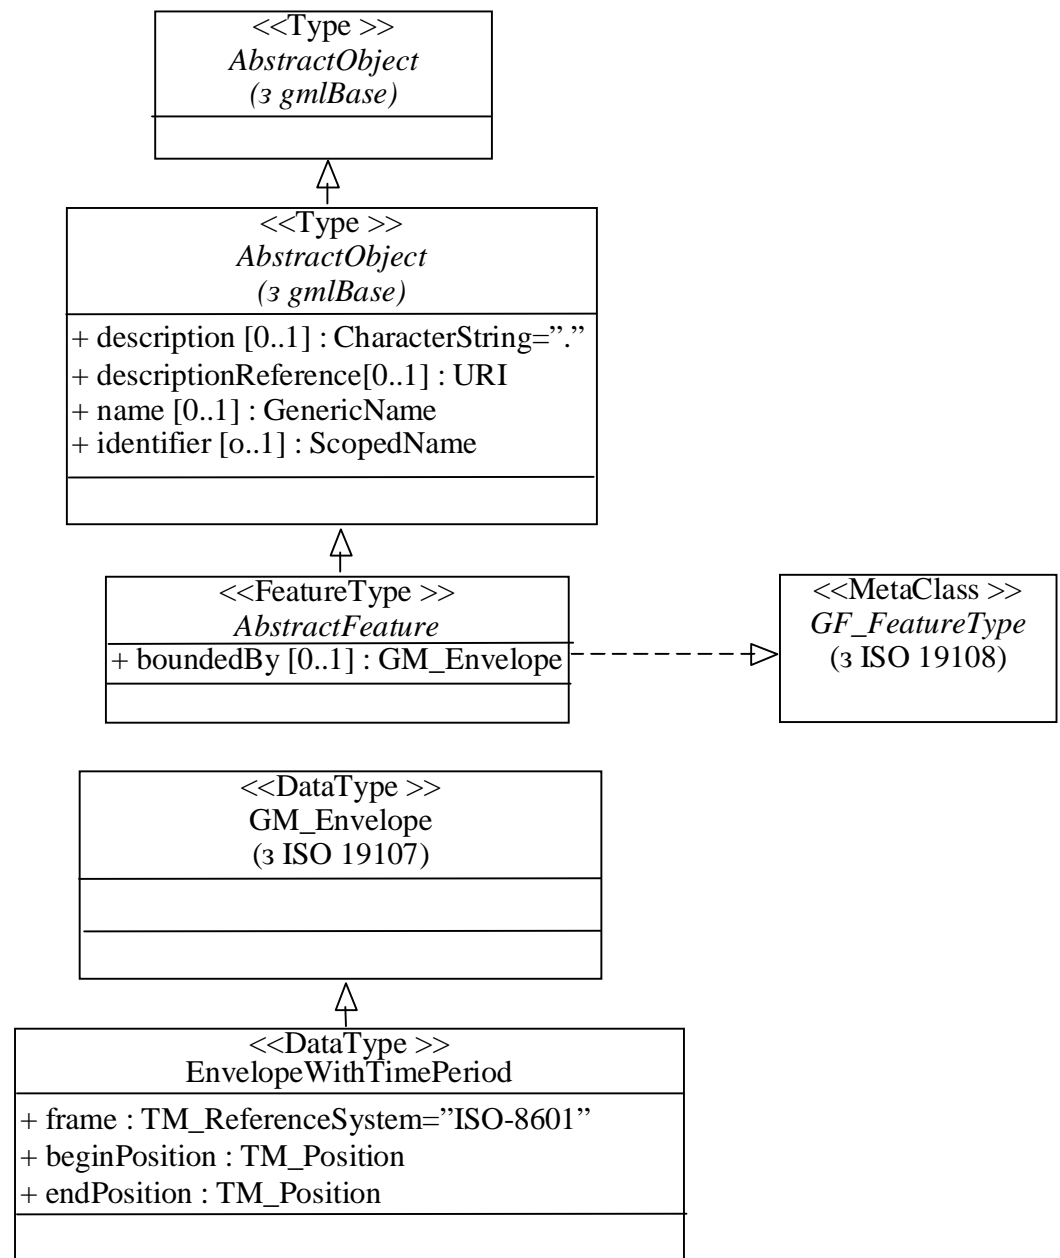 <<Type >>
AbstractObject
(з gmlBase)
<<Type >>
AbstractObject
(з gmlBase)
+ description [0..1] : CharacterString=”.”
+ descriptionReference[0..1] : URI
+ name [0..1] : GenericName
+ identifier [o..1] : ScopedName
<<FeatureType >>
AbstractFeature
+ boundedBy [0..1] : GM_Envelope
<<MetaClass >>
GF_FeatureType
(з ISO 19108)
<<DataType >>
GM_Envelope
(з ISO 19107)
<<DataType >>
EnvelopeWithTimePeriod
+ frame : TM_ReferenceSystem=”ISO-8601”
+ beginPosition : TM_Position
+ endPosition : TM_Position